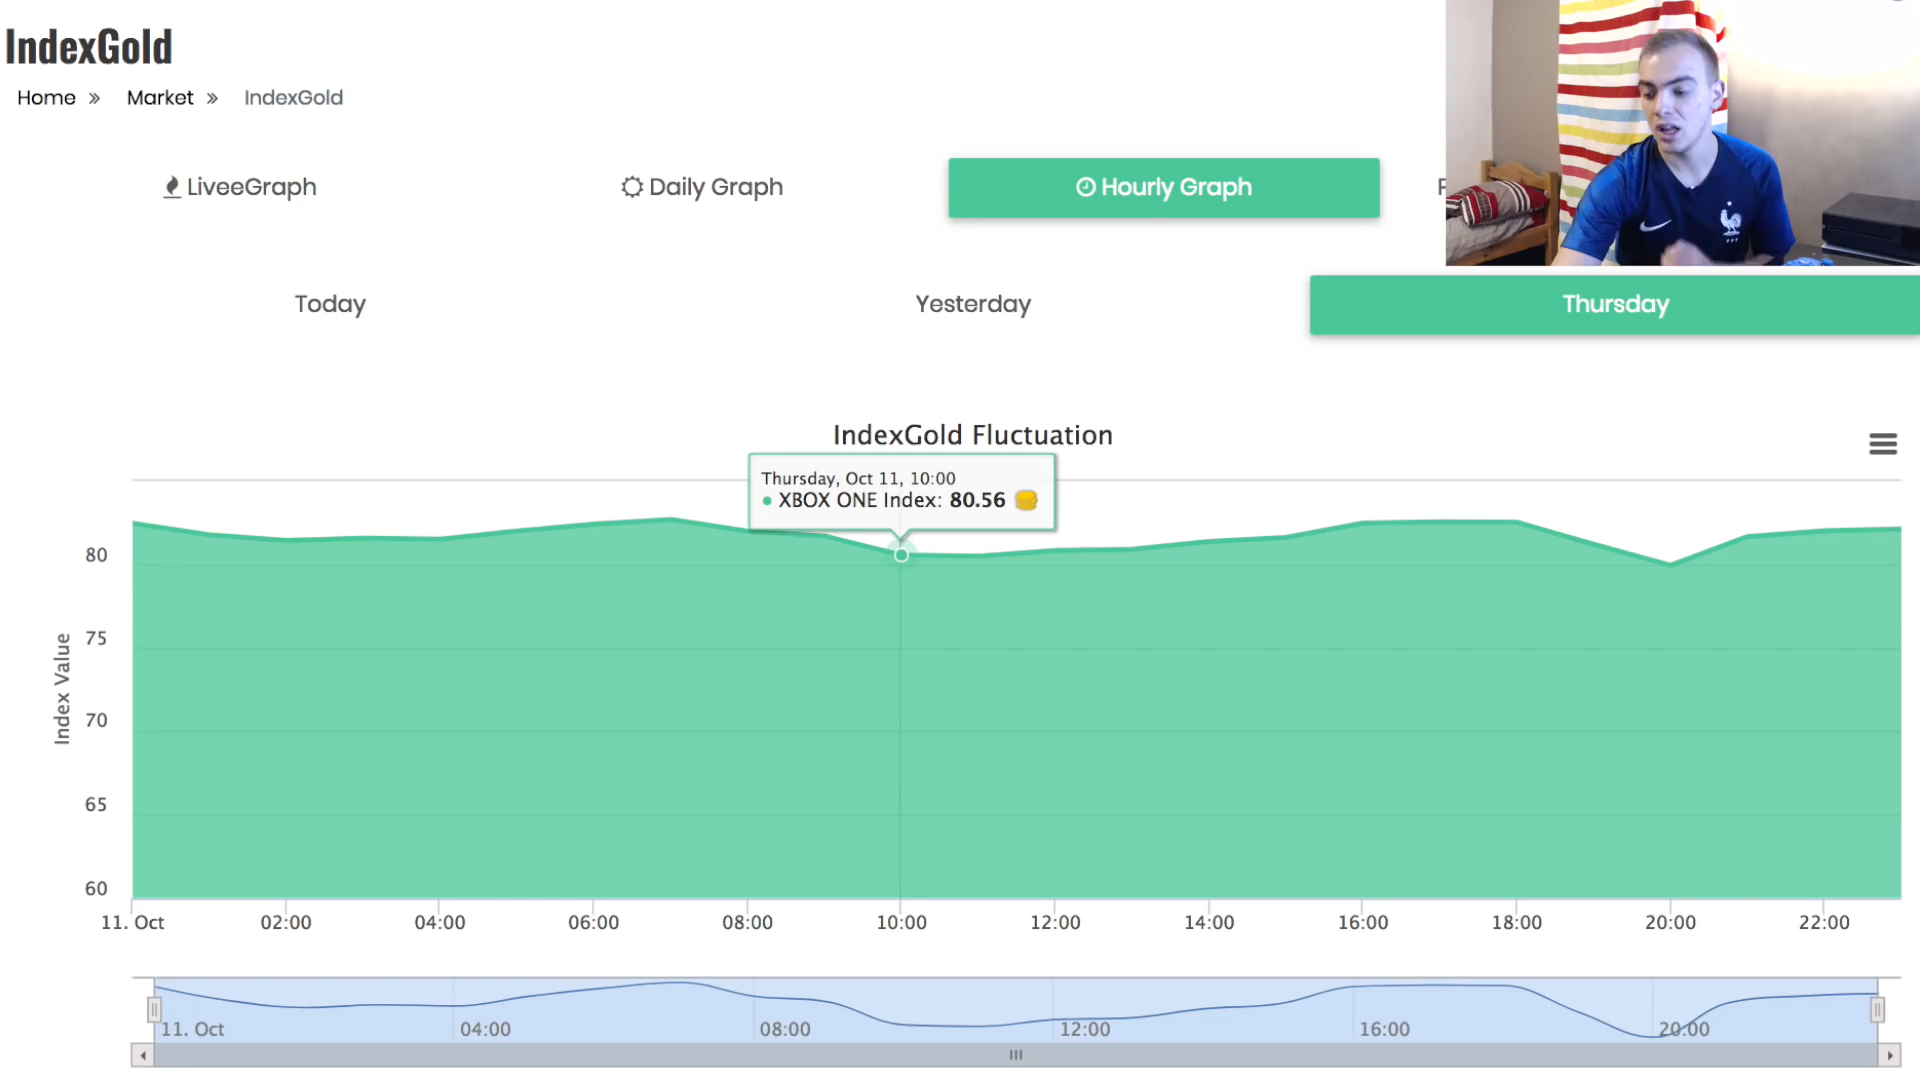 IndexGold
Home » Market » IndexGold
LiveeGraph
Daily Graph
Hourly Graph
Today
Yesterday
Thursday
IndexGold Fluctuation
Thursday, Oct 11, 10:00
XBOX ONE Index: 80.56
Index Value
80
75
70
65
60
11. Oct 02:00 04:00 06:00 08:00 10:00 12:00 14:00 16:00 18:00 20:00 22:00
11. Oct 04:00 08:00 12:00 16:00 20:00